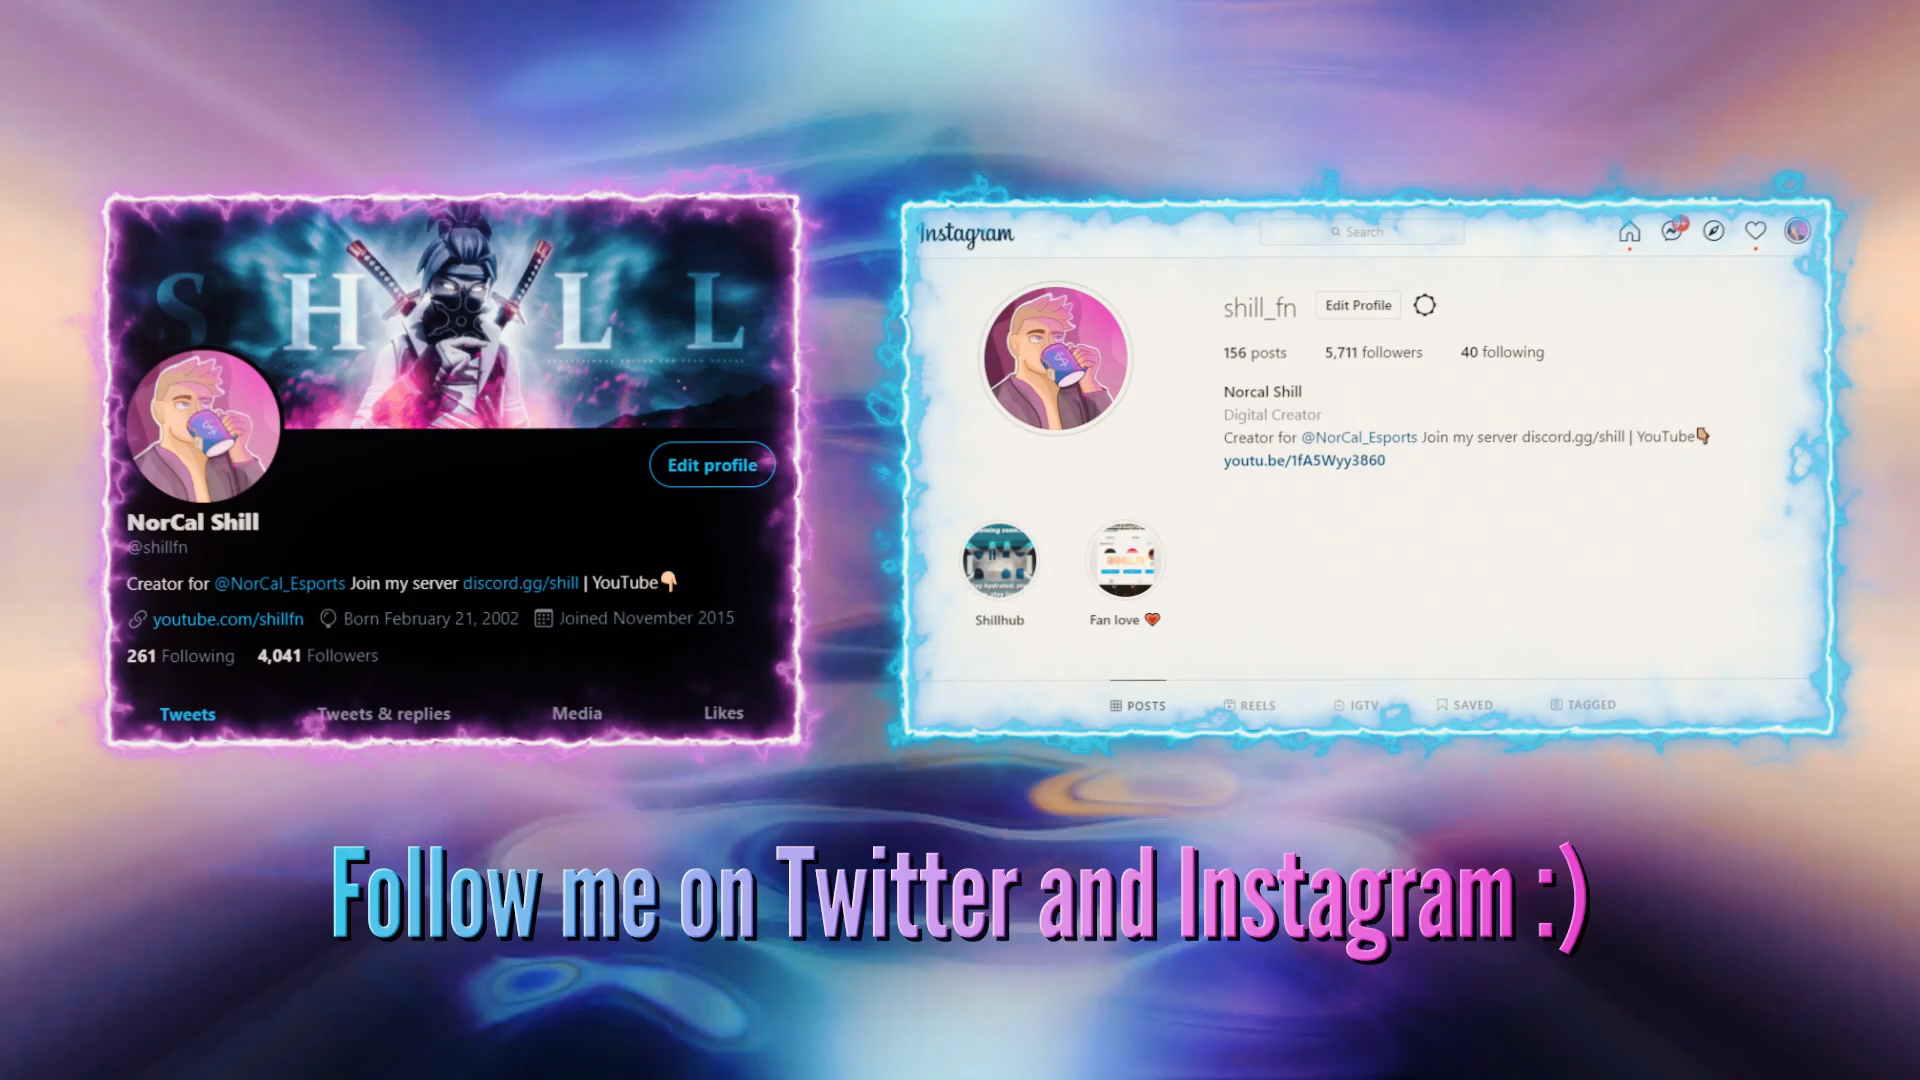 SHILL
NorCal Shill
@shillfn
Edit profile
Creator for @NorCal_Esports Join my server discord.gg/shill | YouTube👇🏼
youtube.com/shillfn Born February 21, 2002 Joined November 2015
261 Following 4,041 Followers
Tweets Tweets & replies Media Likes
Instagram
Search
shill_fn Edit Profile
156 posts 5,711 followers 40 following
Norcal Shill
Digital Creator
Creator for @NorCal_Esports Join my server discord.gg/shill | YouTube👇🏽
youtu.be/1fA5Wyy3860
Shillhub Fan love
POSTS REELS IGTV SAVED TAGGED
Follow me on Twitter and Instagram :)